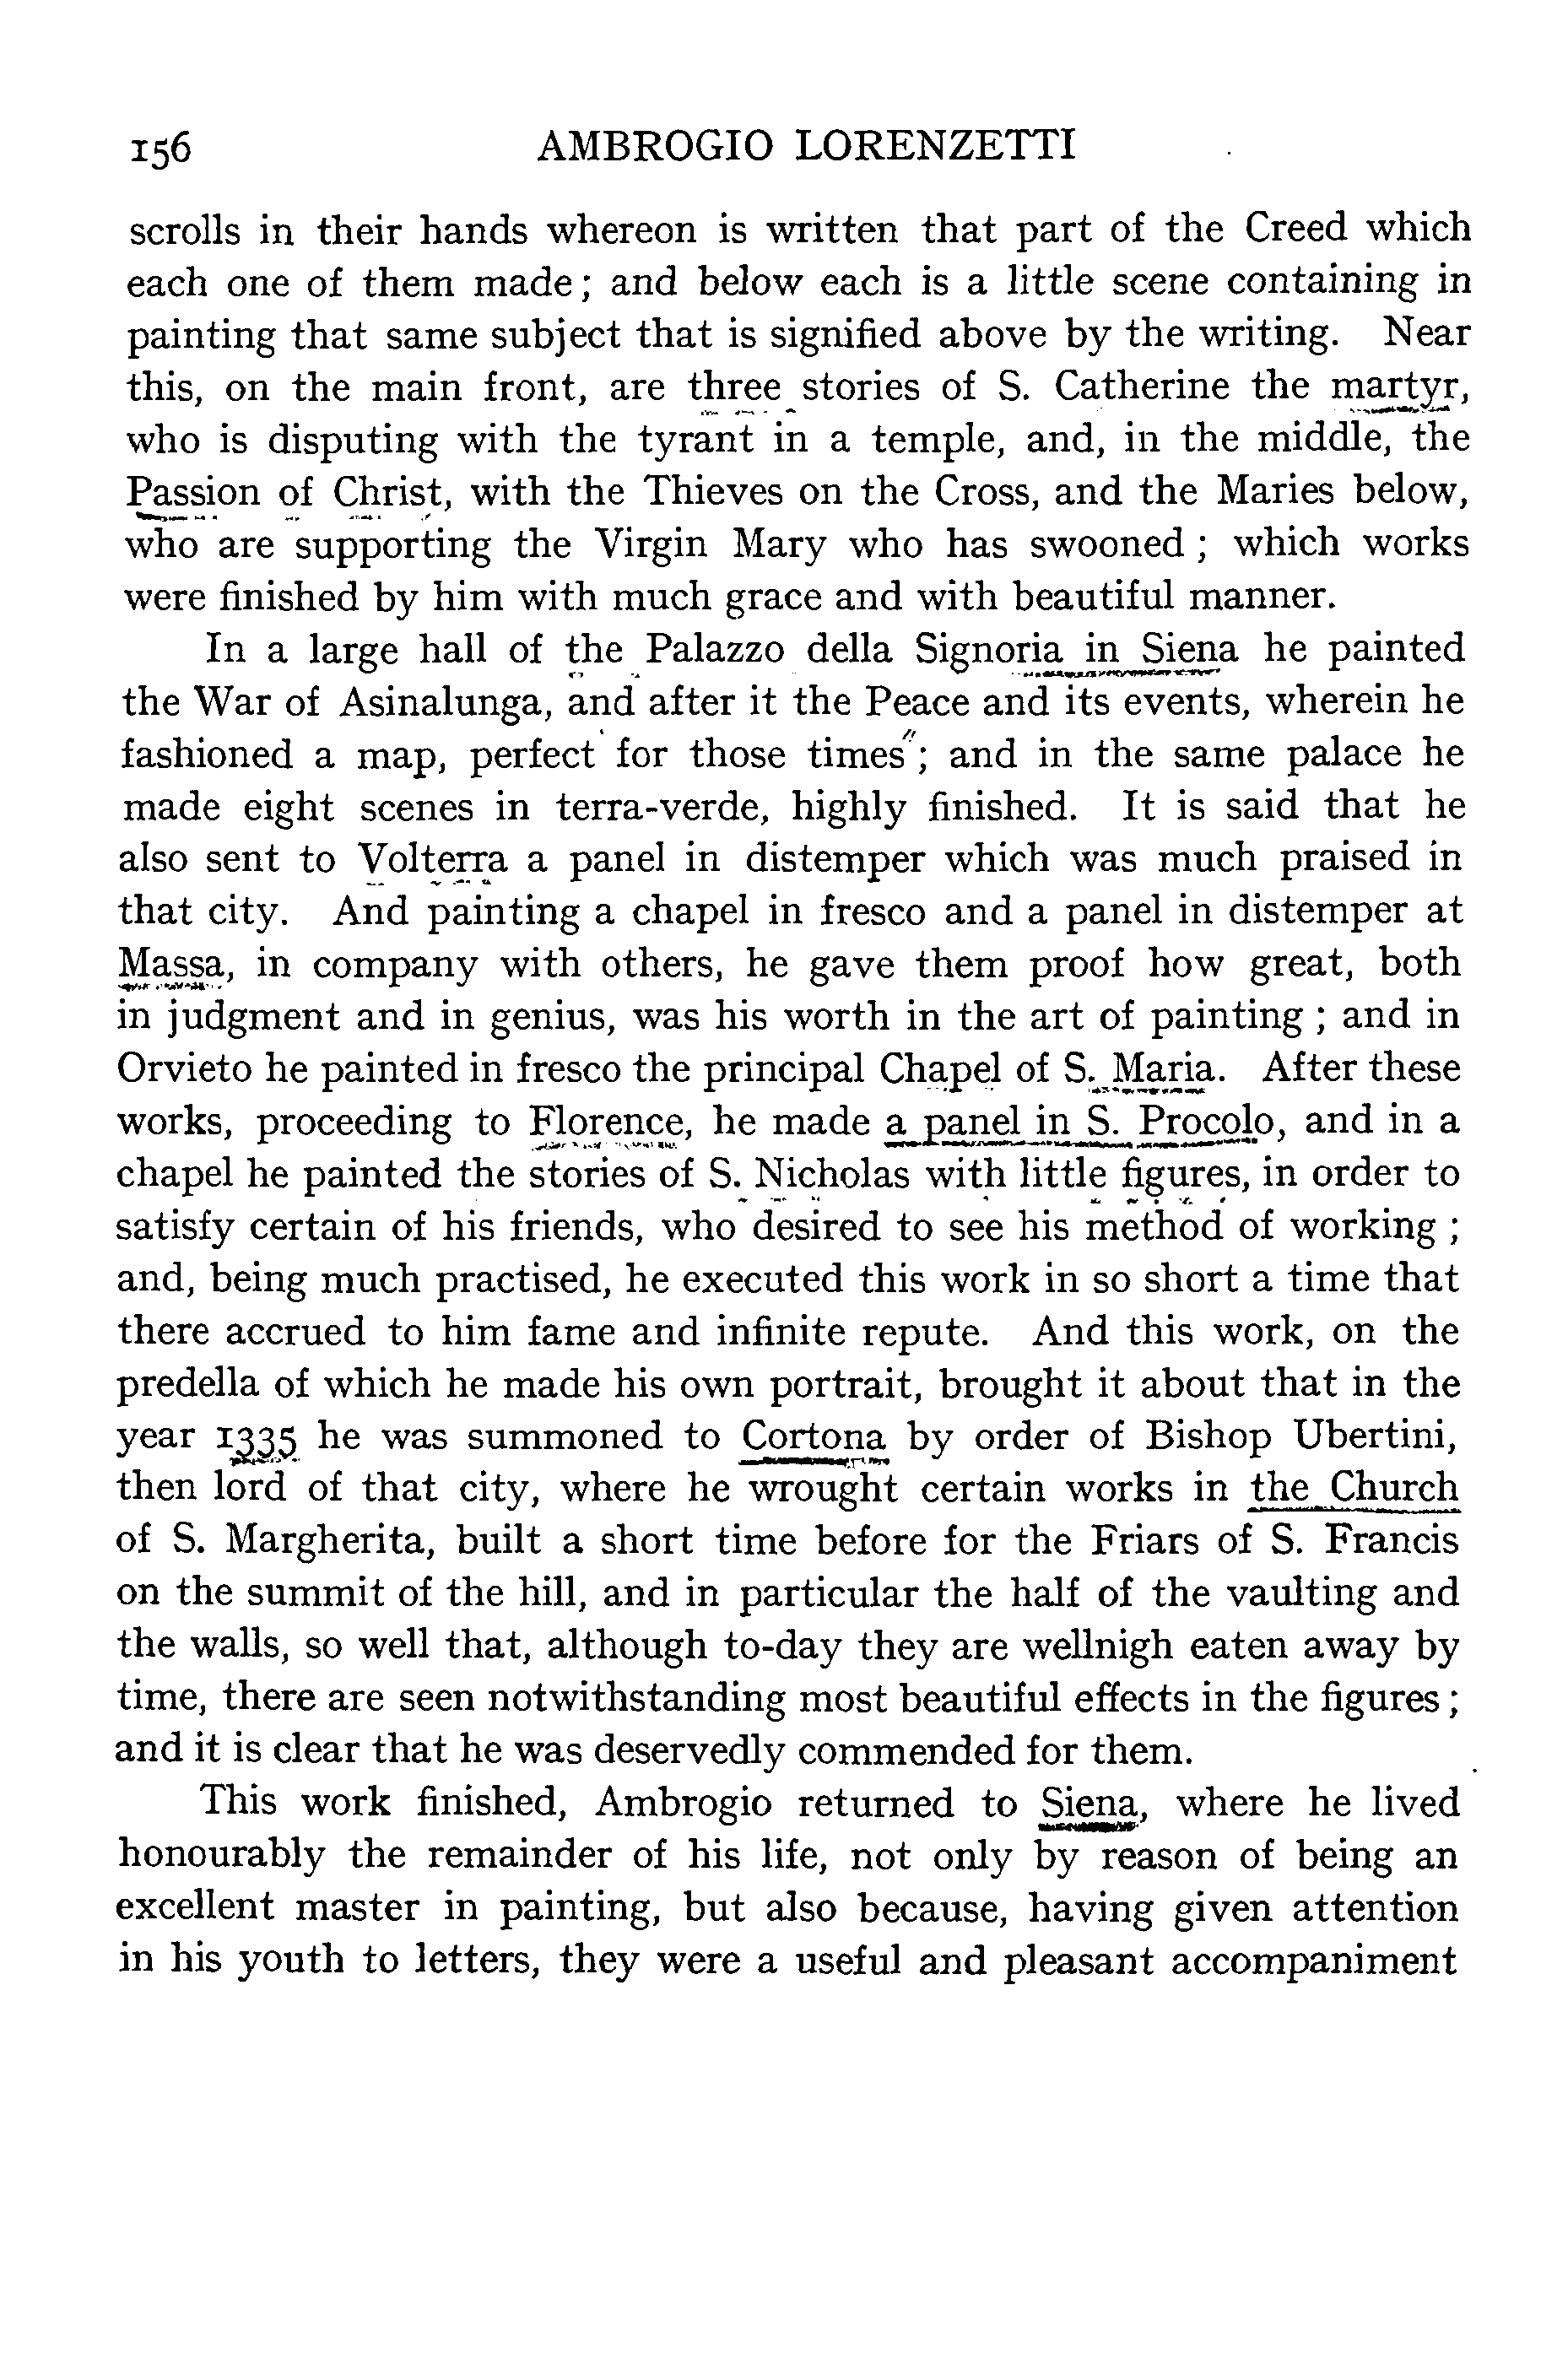 156 AMBROGIO LORENZETTI
scrolls in their hands whereon is written that part of the Creed which
each one of them made; and below each is a little scene containing in
painting that same subject that is signified above by the writing. Near
this, on the main front, are three stories of S. Catherine the martyr,
who is disputing with the tyrant in a temple, and, in the middle, the
Passion of Christ, with the Thieves on the Cross, and the Maries below,
who are supporting the Virgin Mary who has swooned; which works
were finished by him with much grace and with beautiful manner.
In a large hall of the Palazzo della Signoria in Siena he painted
the War of Asinalunga, and after it the Peace and its events, wherein he
fashioned a map, perfect for those times; and in the same palace he
made eight scenes in terra-verde, highly finished. It is said that he
also sent to Volterra a panel in distemper which was much praised in
that city. And painting a chapel in fresco and a panel in distemper at
Massa, in company with others, he gave them proof how great, both
in judgment and in genius, was his worth in the art of painting; and in
Orvieto he painted in fresco the principal Chapel of S. Maria. After these
works, proceeding to Florence, he made a panel in S. Procolo, and in a
chapel he painted the stories of S. Nicholas with little figures, in order to
satisfy certain of his friends, who desired to see his method of working;
and, being much practised, he executed this work in so short a time that
there accrued to him fame and infinite repute. And this work, on the
predella of which he made his own portrait, brought it about that in the
year 1335 he was summoned to Cortona by order of Bishop Ubertini,
then lord of that city, where he wrought certain works in the Church
of S. Margherita, built a short time before for the Friars of S. Francis
on the summit of the hill, and in particular the half of the vaulting and
the walls, so well that, although to-day they are wellnigh eaten away by
time, there are seen notwithstanding most beautiful effects in the figures;
and it is clear that he was deservedly commended for them.
This work finished, Ambrogio returned to Siena, where he lived
honourably the remainder of his life, not only by reason of being an
excellent master in painting, but also because, having given attention
in his youth to letters, they were a useful and pleasant accompaniment